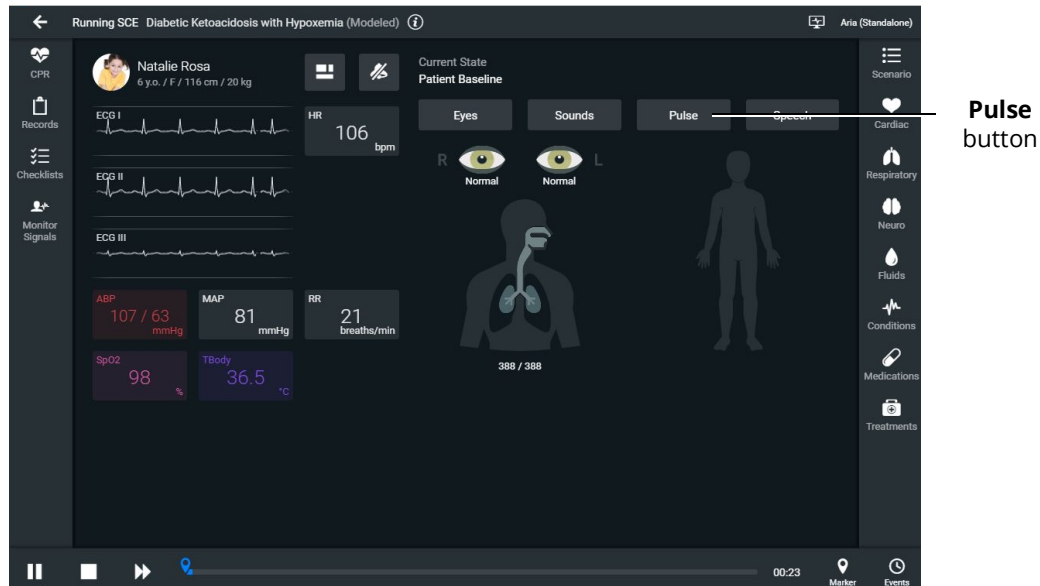 Running SCE Diabetic Ketoacidosis with Hypoxemia (Modeled) i
Aria (Standalone)
CPR
Records
Checklists
Monitor
Signals
Natalie Rosa
6 y.o. / F / 116 cm / 20 kg
Current State
Patient Baseline
ECG I
HR
106
bpm
ECG II
ECG III
ABP
107 / 63
mmHg
MAP
81
mmHg
RR
21
breaths/min
SpO2
98
%
TBody
36.5
°C
Eyes
Sounds
Pulse
Speech
R
L
Normal
Normal
388 / 388
Scenario
Cardiac
Respiratory
Neuro
Fluids
Conditions
Medications
Treatments
Pulse
button
00:23
Marker
Events